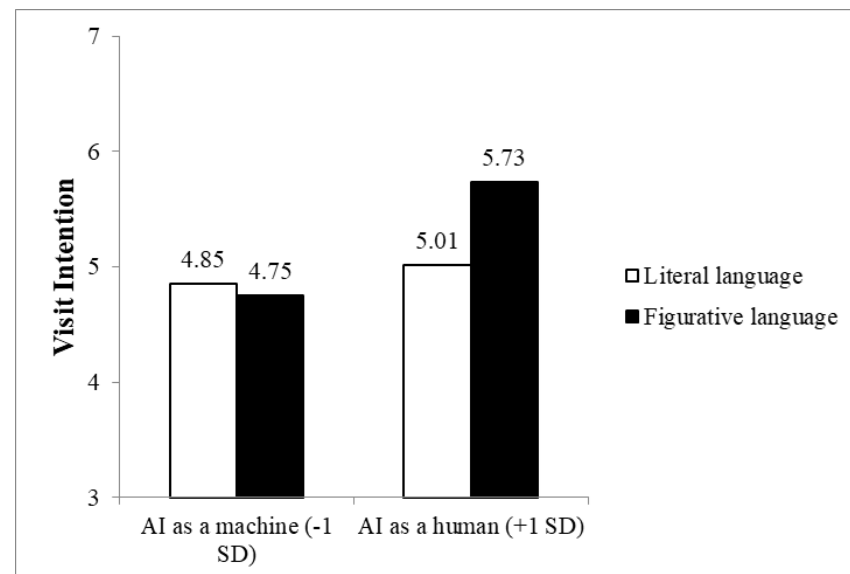 7
6
5
4
3
Visit Intention
4.85
4.75
5.01
5.73
AI as a machine (-1
SD)
AI as a human (+1 SD)
Literal language
Figurative language